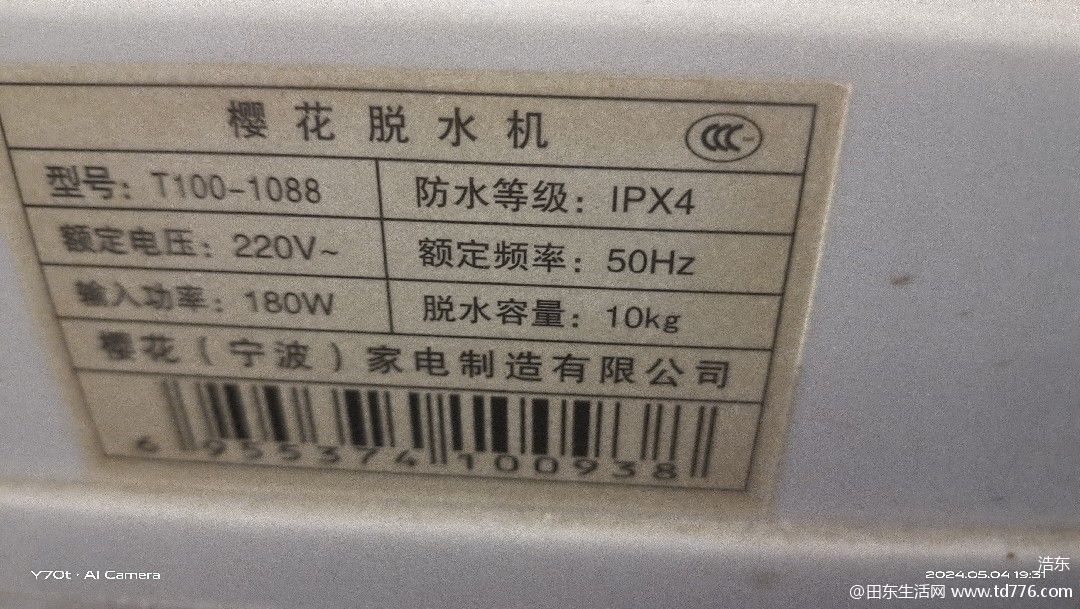 樱花脱水机 CCC
型号：T100-1088 防水等级：IPX4
额定电压：220V~ 额定频率：50Hz
输入功率：180W 脱水容量：10kg
樱花（宁波）家电制造有限公司
6 955374 100938
Y70t · AI Camera
2024.05.04 19:31
浩东
@田东生活网 www.td776.com